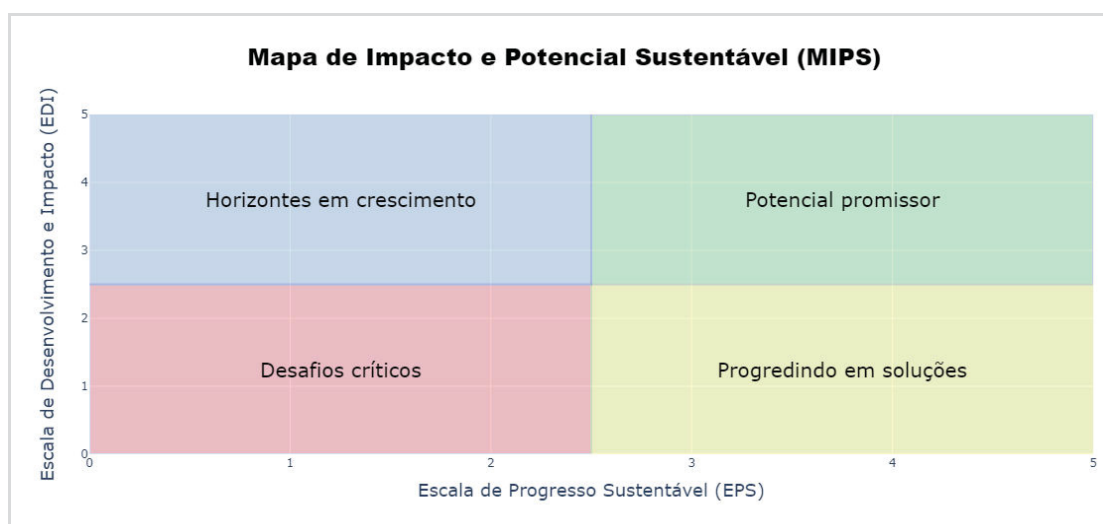 Mapa de Impacto e Potencial Sustentável (MIPS)
Escala de Desenvolvimento e Impacto (EDI)
5
4
3
2
1
0
Horizontes em crescimento
Potencial promissor
Desafios críticos
Progredindo em soluções
0
1
2
3
4
5
Escala de Progresso Sustentável (EPS)